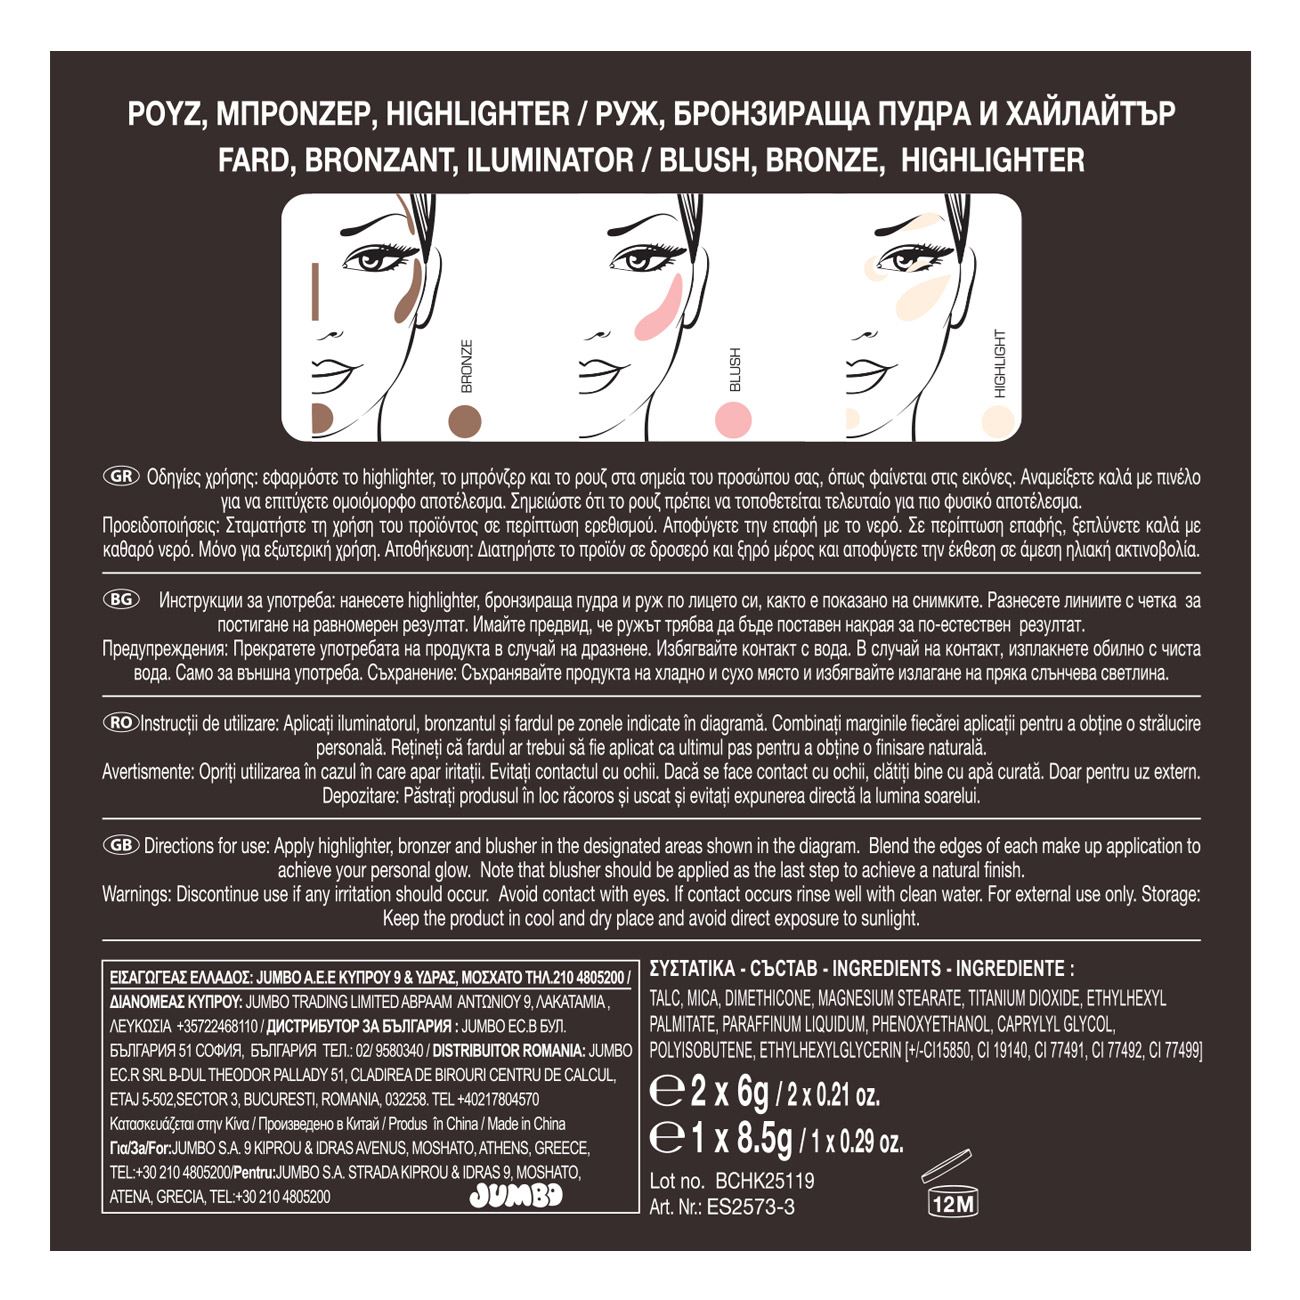 ΡΟΥΖ, ΜΠΡΟΝΖΕΡ, HIGHLIGHTER / РУЖ, БРОНЗИРАЩА ПУДРА И ХАЙЛАЙТЪР
FARD, BRONZANT, ILUMINATOR / BLUSH, BRONZE, HIGHLIGHTER
BRONZE
BLUSH
HIGHLIGHT
GR Οδηγίες χρήσης: εφαρμόστε το highlighter, το μπρόνζερ και το ρουζ στα σημεία του προσώπου σας, όπως φαίνεται στις εικόνες. Αναμείξετε καλά με πινέλο
για να επιτύχετε ομοιόμορφο αποτέλεσμα. Σημειώστε ότι το ρουζ πρέπει να τοποθετείται τελευταίο για πιο φυσικό αποτέλεσμα.
Προειδοποιήσεις: Σταματήστε τη χρήση του προϊόντος σε περίπτωση ερεθισμού. Αποφύγετε την επαφή με το νερό. Σε περίπτωση επαφής, ξεπλύνετε καλά με
καθαρό νερό. Μόνο για εξωτερική χρήση. Αποθήκευση: Διατηρήστε το προϊόν σε δροσερό και ξηρό μέρος και αποφύγετε την έκθεση σε άμεση ηλιακή ακτινοβολία.
BG Инструкции за употреба: нанесете highlighter, бронзираща пудра и руж по лицето си, както е показано на снимките. Разнесете линиите с четка за
постигане на равномерен резултат. Имайте предвид, че ружът трябва да бъде поставен накрая за по-естествен резултат.
Предупреждения: Прекратете употребата на продукта в случай на дразнене. Избягвайте контакт с вода. В случай на контакт, изплакнете обилно с чиста
вода. Само за външна употреба. Съхранение: Съхранявайте продукта на хладно и сухо място и избягвайте излагане на пряка слънчева светлина.
RO Instrucții de utilizare: Aplicați iluminatorul, bronzantul și fardul pe zonele indicate în diagramă. Combinați marginile fiecărei aplicații pentru a obține o strălucire
personală. Rețineți că fardul ar trebui să fie aplicat ca ultimul pas pentru a obține o finisare naturală.
Avertismente: Opriți utilizarea în cazul în care apar iritații. Evitați contactul cu ochii. Dacă se face contact cu ochii, clătiți bine cu apă curată. Doar pentru uz extern.
Depozitare: Păstrați produsul în loc răcoros și uscat și evitați expunerea directă la lumina soarelui.
GB Directions for use: Apply highlighter, bronzer and blusher in the designated areas shown in the diagram. Blend the edges of each make up application to
achieve your personal glow. Note that blusher should be applied as the last step to achieve a natural finish.
Warnings: Discontinue use if any irritation should occur. Avoid contact with eyes. If contact occurs rinse well with clean water. For external use only. Storage:
Keep the product in cool and dry place and avoid direct exposure to sunlight.
ΕΙΣΑΓΩΓΕΑΣ ΕΛΛΑΔΟΣ: JUMBO Α.Ε.Ε ΚΥΠΡΟΥ 9 & ΥΔΡΑΣ, ΜΟΣΧΑΤΟ ΤΗΛ.210 4805200 /
ΔΙΑΝΟΜΕΑΣ ΚΥΠΡΟΥ: JUMBO TRADING LIMITED ΑΒΡΑΑΜ ΑΝΤΩΝΙΟΥ 9, ΛΑΚΑΤΑΜΙΑ ,
ΛΕΥΚΩΣΙΑ +35722468110 / ДИСТРИБУТОР ЗА БЪЛГАРИЯ : JUMBO EC.B БУЛ.
БЪЛГАРИЯ 51 СОФИЯ, БЪЛГАРИЯ ТЕЛ.: 02/ 9580340 / DISTRIBUITOR ROMANIA: JUMBO
EC.R SRL B-DUL THEODOR PALLADY 51, CLADIREA DE BIROURI CENTRU DE CALCUL,
ETAJ 5-502,SECTOR 3, BUCURESTI, ROMANIA, 032258. TEL +40217804570
Κατασκευάζεται στην Κίνα / Произведено в Китай / Produs în China / Made in China
Για/За/For:JUMBO S.A. 9 KIPROU & IDRAS AVENUS, MOSHATO, ATHENS, GREECE,
TEL:+30 210 4805200/Pentru:JUMBO S.A. STRADA KIPROU & IDRAS 9, MOSHATO,
ATENA, GRECIA, TEL:+30 210 4805200
JUMBO
ΣΥΣΤΑΤΙΚΑ - СЪСТАВ - INGREDIENTS - INGREDIENTE :
TALC, MICA, DIMETHICONE, MAGNESIUM STEARATE, TITANIUM DIOXIDE, ETHYLHEXYL
PALMITATE, PARAFFINUM LIQUIDUM, PHENOXYETHANOL, CAPRYLYL GLYCOL,
POLYISOBUTENE, ETHYLHEXYLGLYCERIN [+/-CI15850, CI 19140, CI 77491, CI 77492, CI 77499]
℮ 2 x 6g / 2 x 0.21 oz.
℮ 1 x 8.5g / 1 x 0.29 oz.
Lot no. BCHK25119
Art. Nr.: ES2573-3
12M